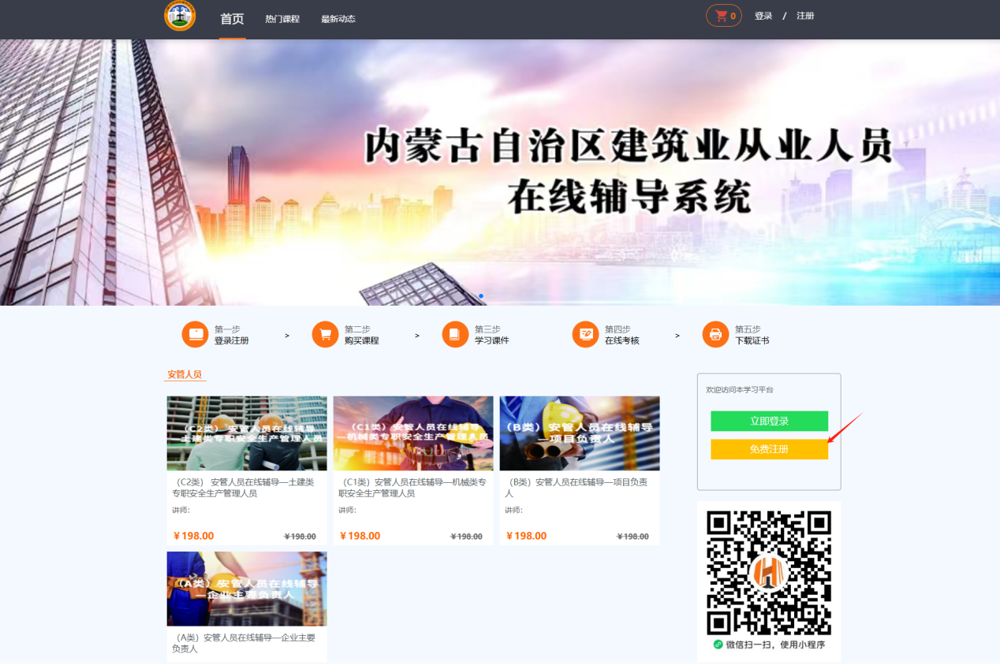 首页
热门课程
最新动态
0
登录 / 注册
内蒙古自治区建筑业从业人员
在线辅导系统
第一步
登录注册
>
第二步
购买课程
>
第三步
学习课件
第四步
在线考核
>
第五步
下载证书
安管人员
（C2类）安管人员在线辅导
—土建类专职安全生产管理人员
（C1类）安管人员在线辅导
—机械类专职安全生产管理人员
（B类）安管人员在线辅导
—项目负责人
（C2类） 安管人员在线辅导—土建类
专职安全生产管理人员
讲师:
￥198.00
￥198.00
（C1类）安管人员在线辅导—机械类专
职安全生产管理人员
讲师:
￥198.00
￥198.00
（B类）安管人员在线辅导—项目负责
人
讲师:
￥198.00
￥198.00
（A类）安管人员在线辅导
—企业主要负责人
（A类）安管人员在线辅导—企业主要
负责人
欢迎访问本学习平台
立即登录
免费注册
微信扫一扫，使用小程序